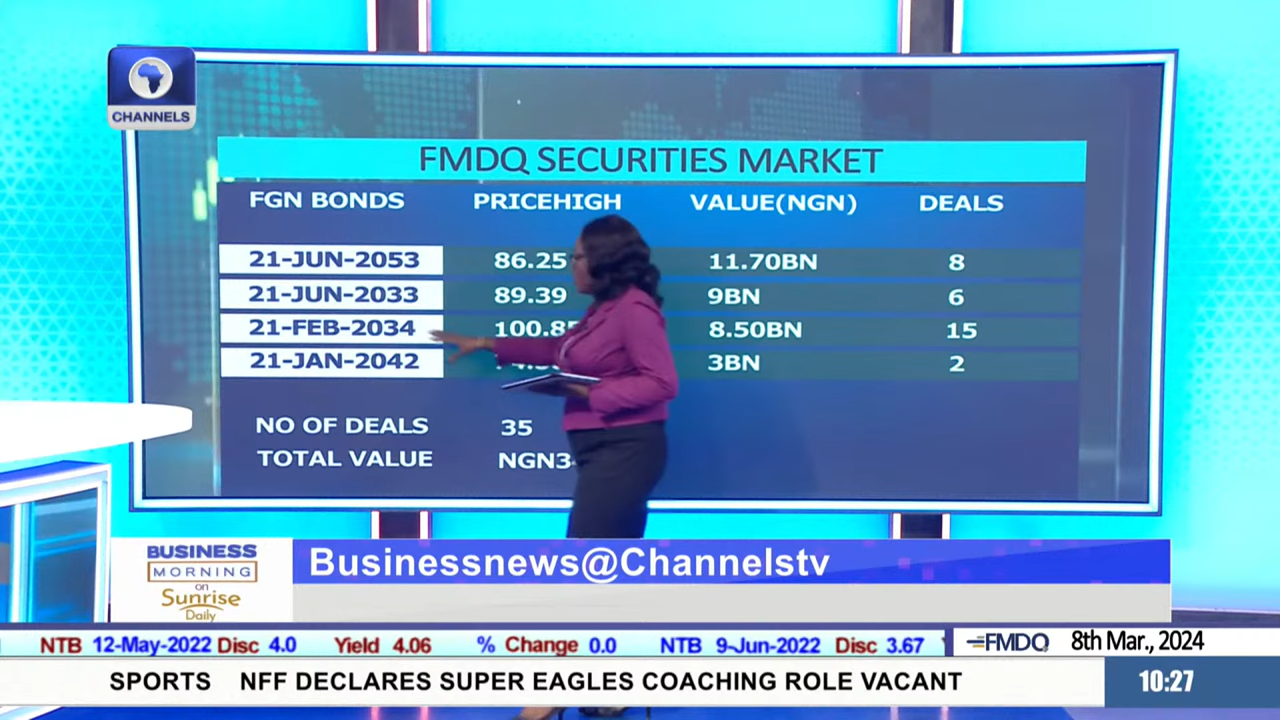 CHANNELS
FMDQ SECURITIES MARKET
FGN BONDS PRICEHIGH VALUE(NGN) DEALS
21-JUN-2053 86.25 11.70BN 8
21-JUN-2033 89.39 9BN 6
21-FEB-2034 8.50BN 15
21-JAN-2042 3BN 2
NO OF DEALS 35
TOTAL VALUE
BUSINESS
MORNING
on
Sunrise
Daily
Businessnews@Channelstv
NTB 12-May-2022 Disc 4.0 Yield 4.06 % Change 0.0 NTB 9-Jun-2022 Disc 3.67
FMDQ 8th Mar., 2024
SPORTS NFF DECLARES SUPER EAGLES COACHING ROLE VACANT
10:27